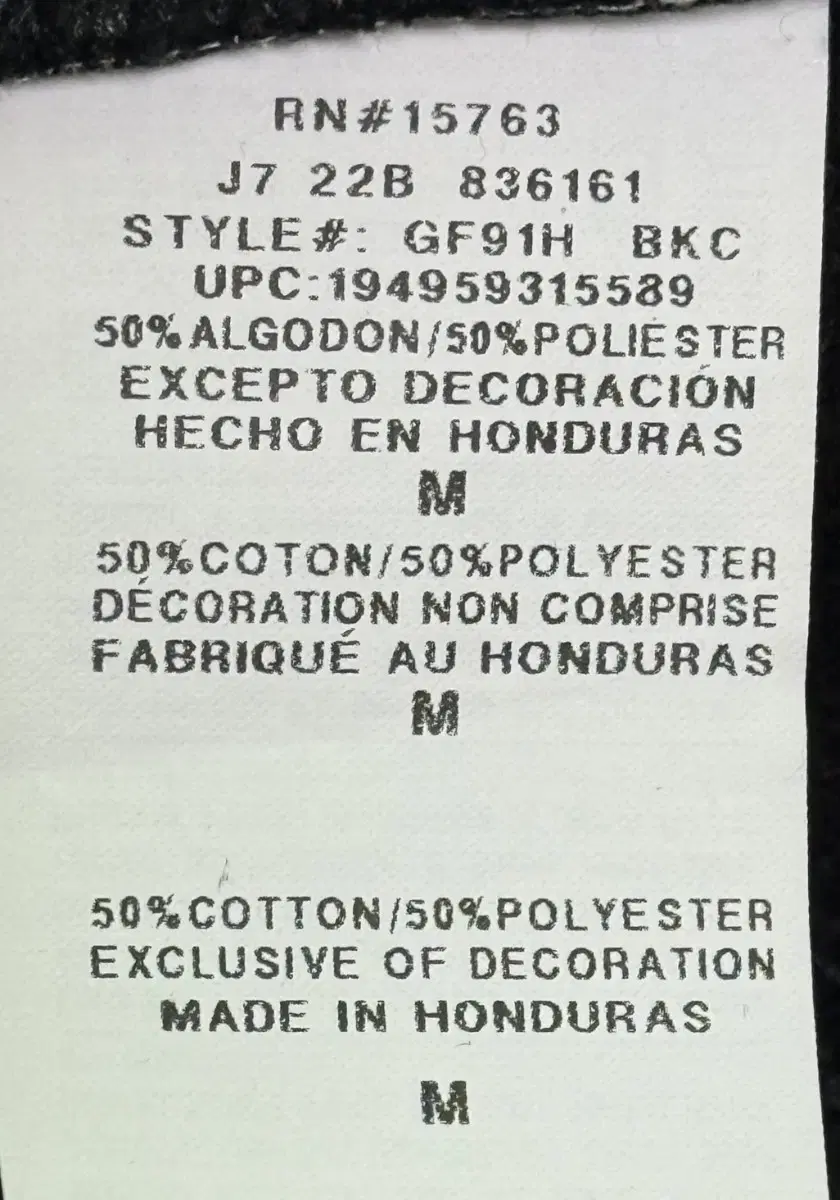 RN#15763
J7 22B 836161
STYLE#: GF91H BKC
UPC:194959315589
50%ALGODON/50%POLIÉSTER
EXCEPTO DECORACIÓN
HECHO EN HONDURAS
M
50%COTON/50%POLYESTER
DÉCORATION NON COMPRISE
FABRIQUÉ AU HONDURAS
M
50%COTTON/50%POLYESTER
EXCLUSIVE OF DECORATION
MADE IN HONDURAS
M